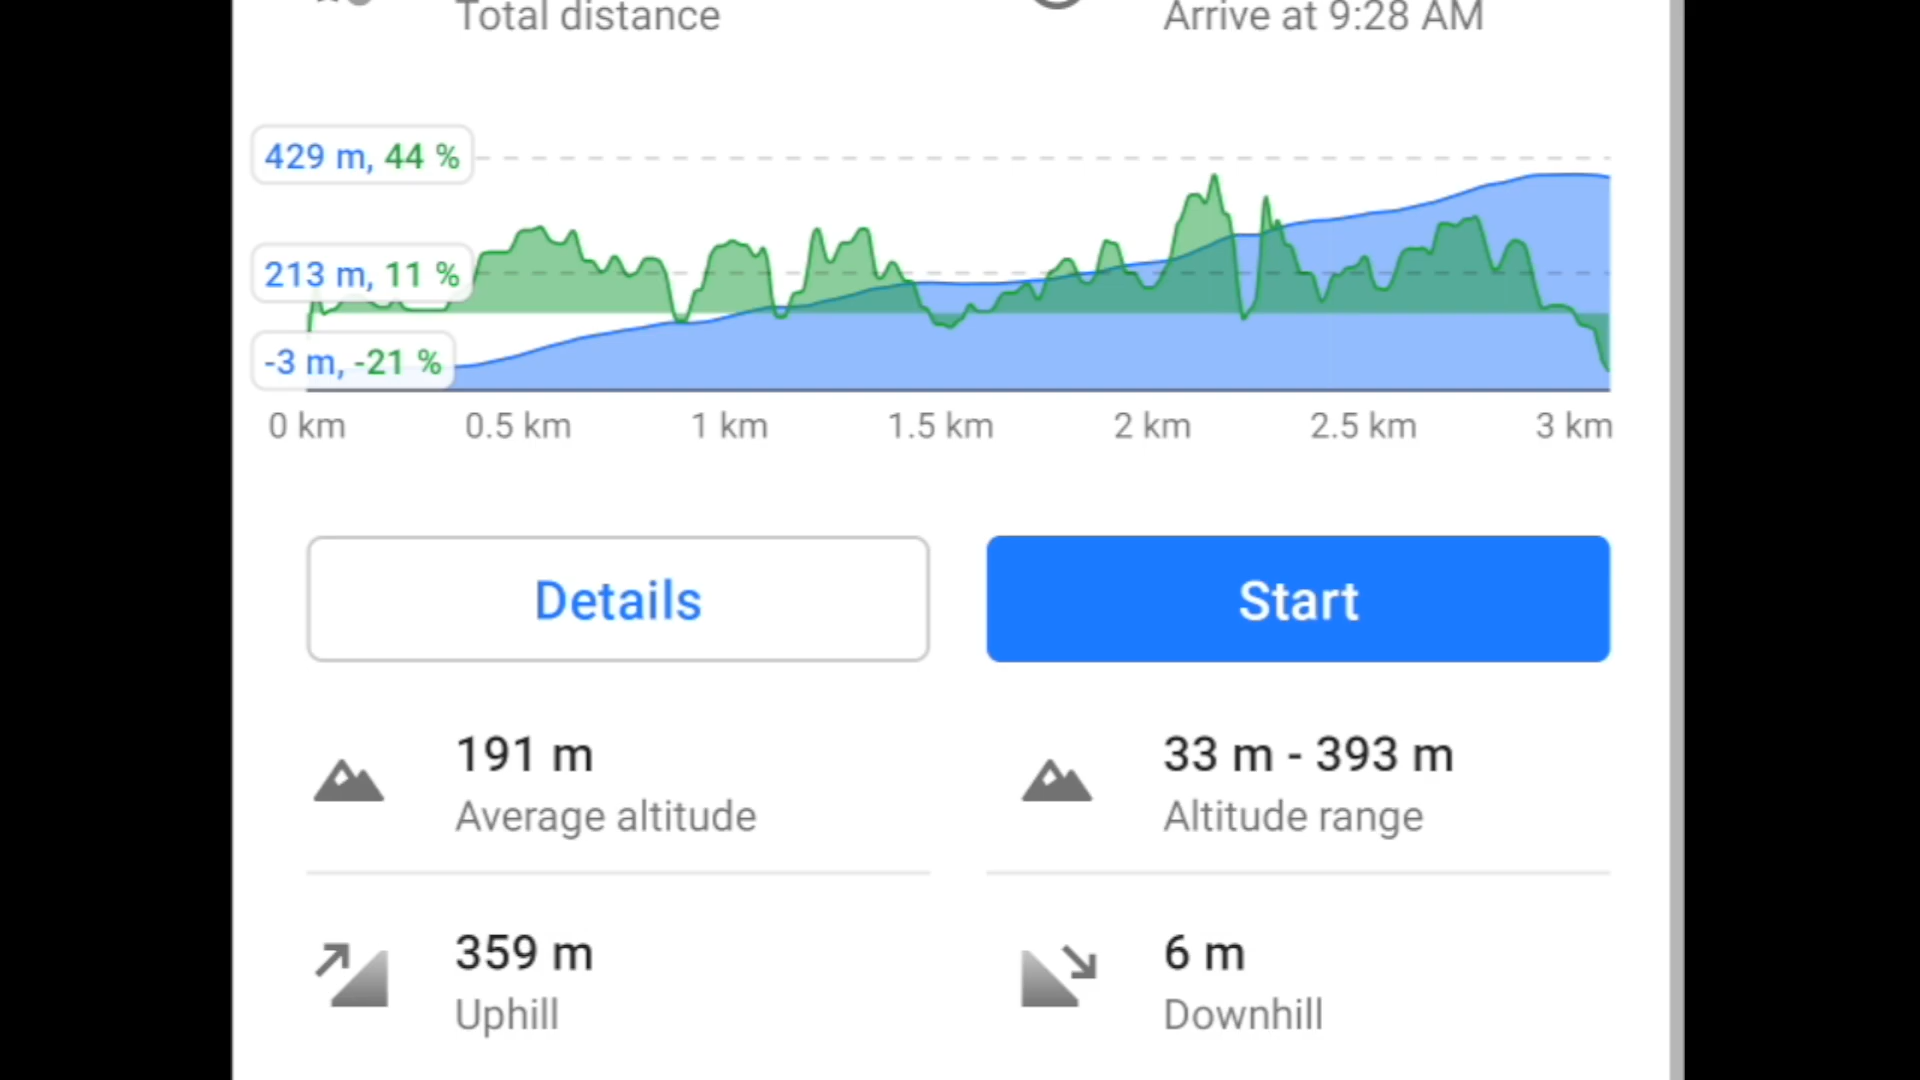 Total distance
Arrive at 9:28 AM
429 m, 44 %
213 m, 11 %
-3 m, -21 %
0 km
0.5 km
1 km
1.5 km
2 km
2.5 km
3 km
Details
Start
191 m
Average altitude
33 m - 393 m
Altitude range
359 m
Uphill
6 m
Downhill